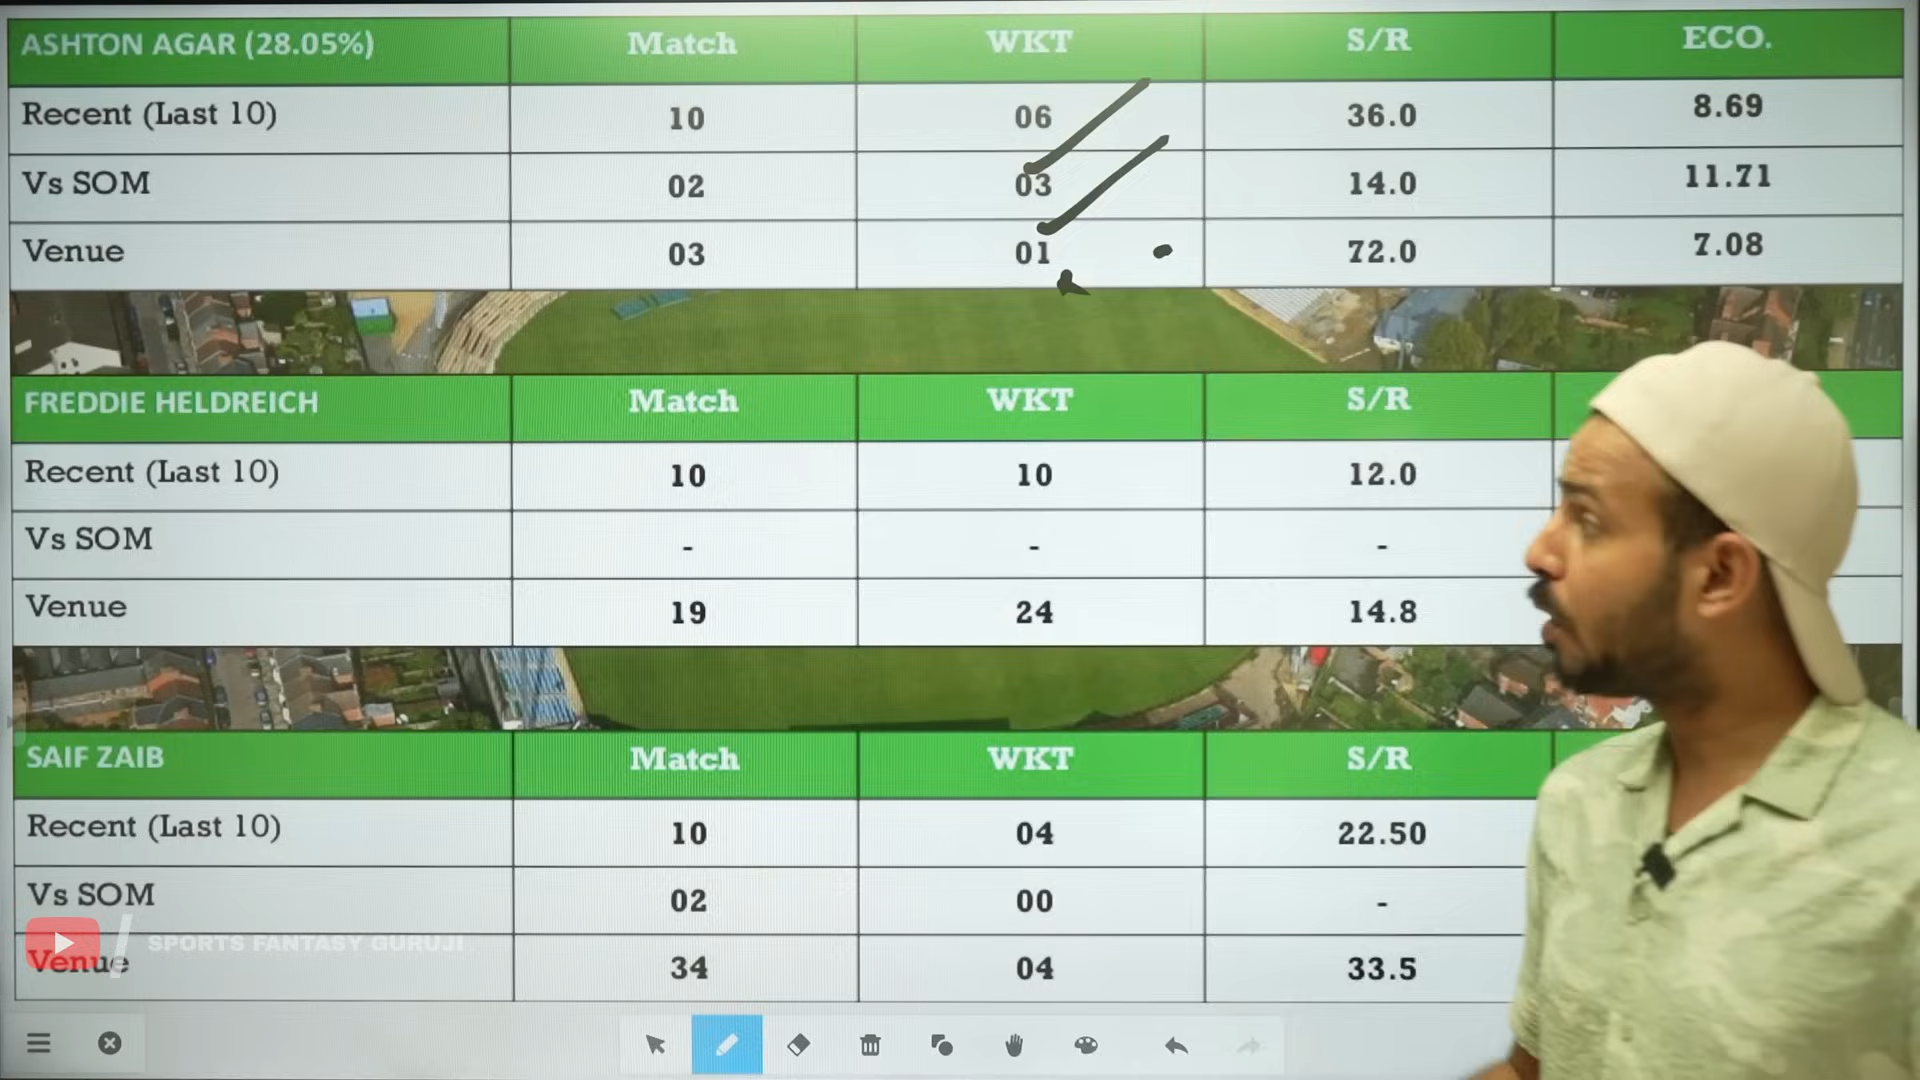 ASHTON AGAR (28.05%) Match WKT S/R ECO.
Recent (Last 10) 10 06 36.0 8.69
Vs SOM 02 03 14.0 11.71
Venue 03 01 72.0 7.08
FREDDIE HELDREICH Match WKT S/R
Recent (Last 10) 10 10 12.0
Vs SOM - - -
Venue 19 24 14.8
SAIF ZAIB Match WKT S/R
Recent (Last 10) 10 04 22.50
Vs SOM 02 00 -
SPORTS FANTASY GURUJI
Venue 34 04 33.5